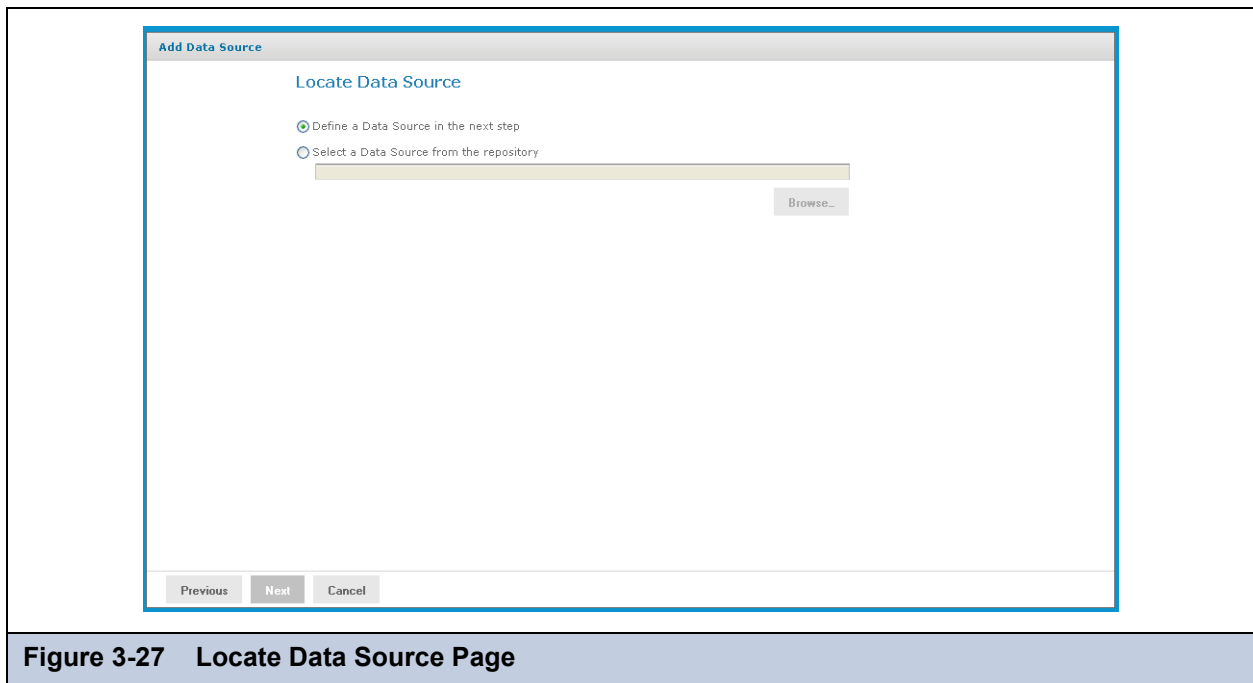 Add Data Source
Locate Data Source
Define a Data Source in the next step
Select a Data Source from the repository
Browse...
Previous Next Cancel
Figure 3-27 Locate Data Source Page